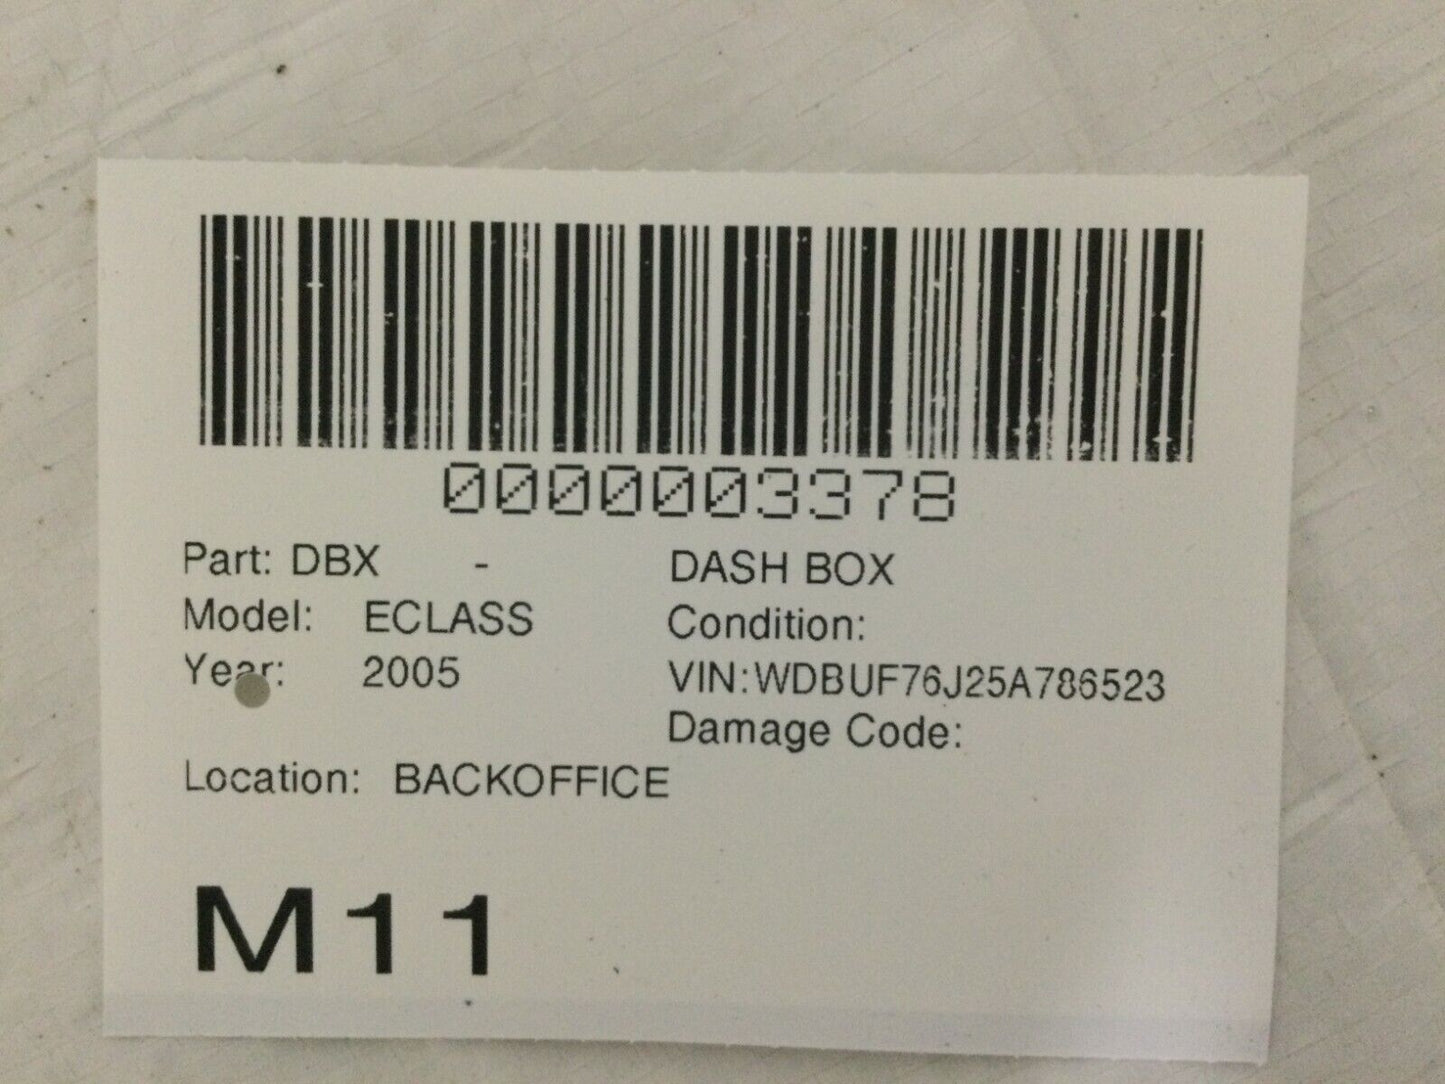 0000003378
Part: DBX - DASH BOX
Model: ECLASS Condition:
Year: 2005 VIN:WDBUF76J25A786523
Damage Code:
Location: BACKOFFICE
M11